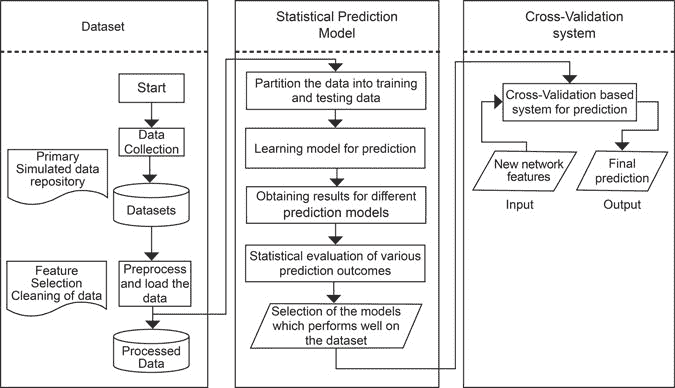 Dataset
Start
Data
Collection
Primary
Simulated data
repository
Datasets
Feature
Selection
Cleaning of data
Preprocess
and load the
data
Processed
Data
Statistical Prediction
Model
Partition the data into training
and testing data
Learning model for prediction
Obtaining results for different
prediction models
Statistical evaluation of various
prediction outcomes
Selection of the models
which performs well on
the dataset
Cross-Validation
system
Cross-Validation based
system for prediction
New network
features
Input
Final
prediction
Output